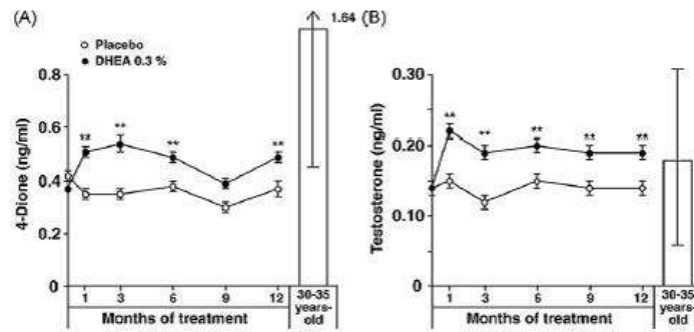 (A)
1.64
Placebo
DHEA 0.3 %
4-Dione (ng/ml)
0.8
0.6
0.4
0.2
0
**
**
**
**
1 3 6 9 12
Months of treatment
30-35
years-
old
(B)
Testosterone (ng/ml)
0.30
0.20
0.10
0
**
**
**
**
**
1 3 6 9 12
Months of treatment
30-35
years-
old